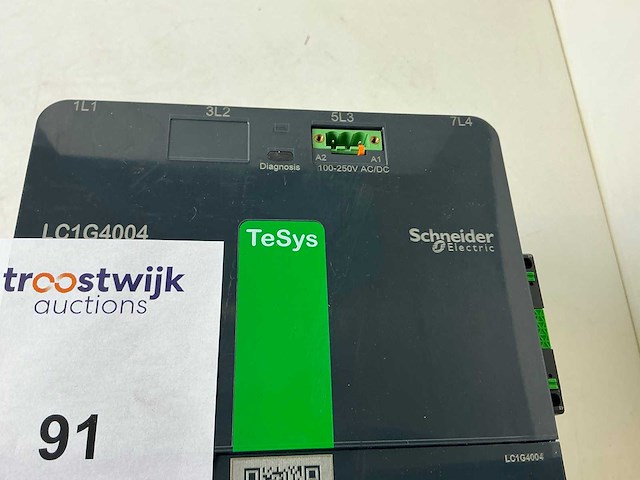 1L1
3L2
5L3
7L4
A2
A1
Diagnosis
100-250V AC/DC
LC1G4004
TeSys
Schneider
Electric
troostwijk
auctions
91
LC1G4004